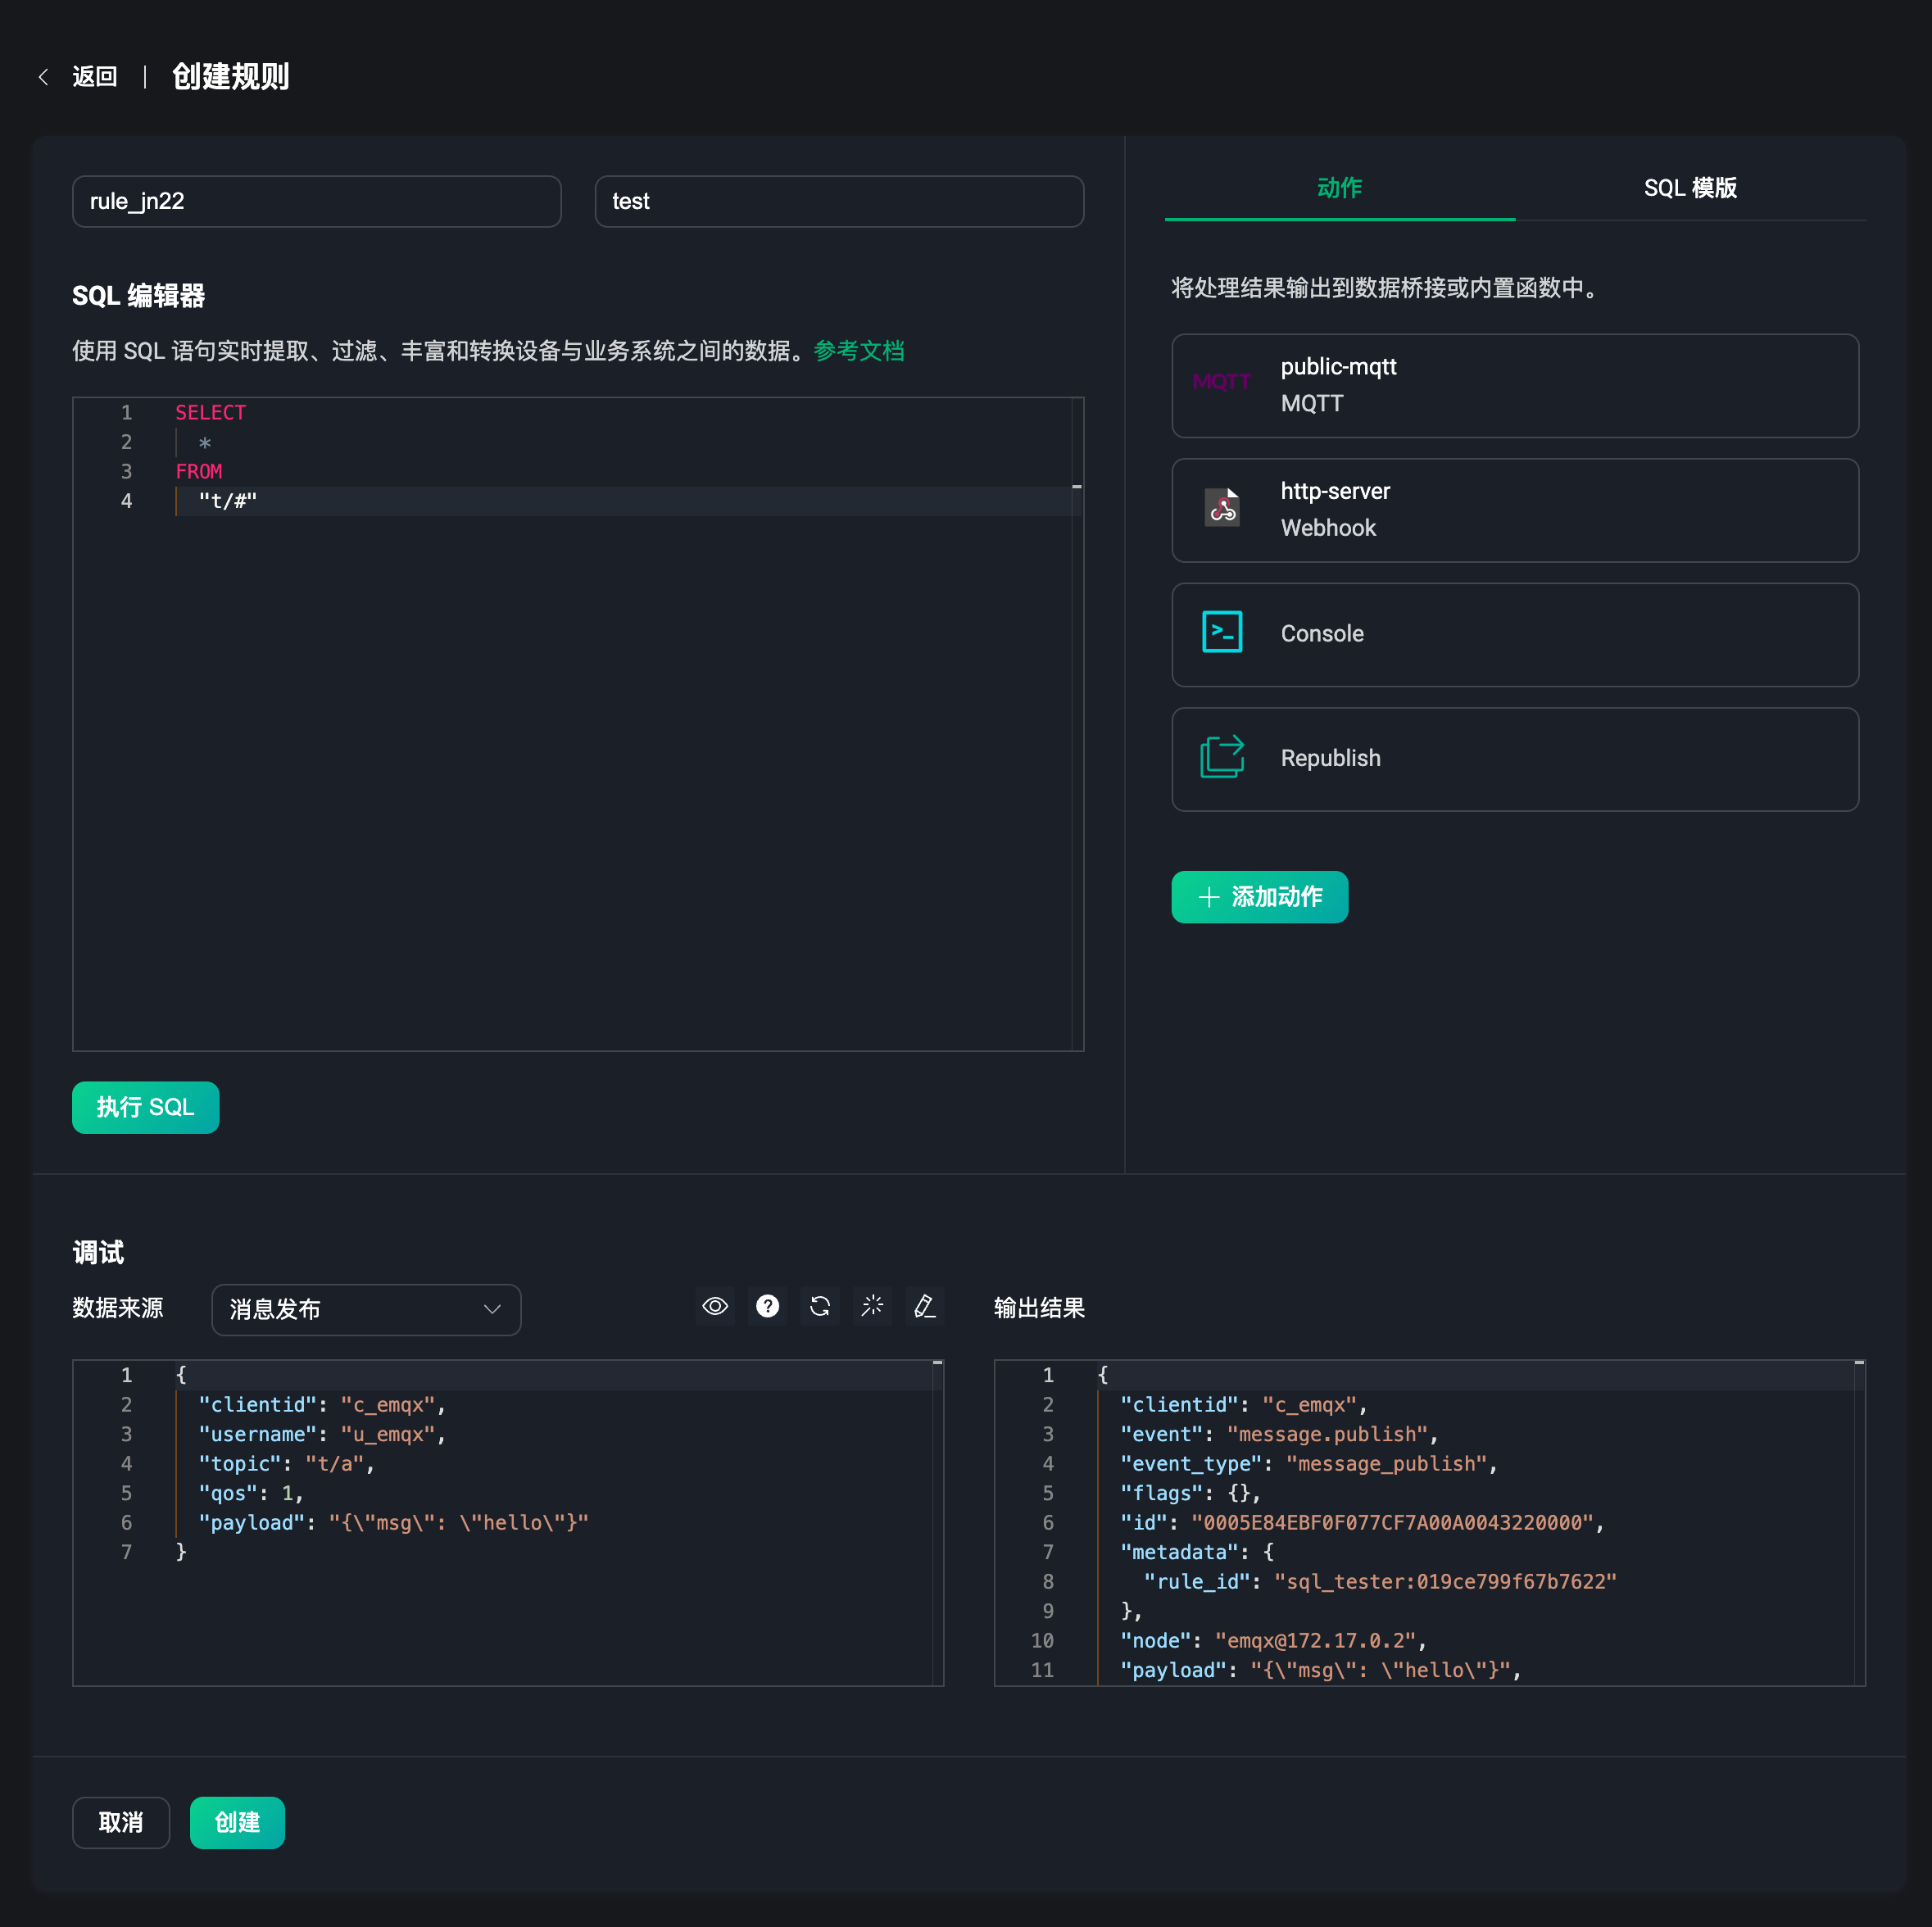 返回
创建规则
rule_jn22
test
SQL 编辑器
使用 SQL 语句实时提取、过滤、丰富和转换设备与业务系统之间的数据。参考文档
1 SELECT
2 *
3 FROM
4 "t/#"
执行 SQL
动作
SQL 模版
将处理结果输出到数据桥接或内置函数中。
MQTT
public-mqtt
MQTT
http-server
Webhook
Console
Republish
添加动作
调试
数据来源
消息发布
1 {
2 "clientid": "c_emqx",
3 "username": "u_emqx",
4 "topic": "t/a",
5 "qos": 1,
6 "payload": "{\"msg\": \"hello\"}"
7 }
输出结果
1 {
2 "clientid": "c_emqx",
3 "event": "message.publish",
4 "event_type": "message_publish",
5 "flags": {},
6 "id": "0005E84EBF0F077CF7A00A0043220000",
7 "metadata": {
8 "rule_id": "sql_tester:019ce799f67b7622"
9 },
10 "node": "emqx@172.17.0.2",
11 "payload": "{\"msg\": \"hello\"}",
取消
创建